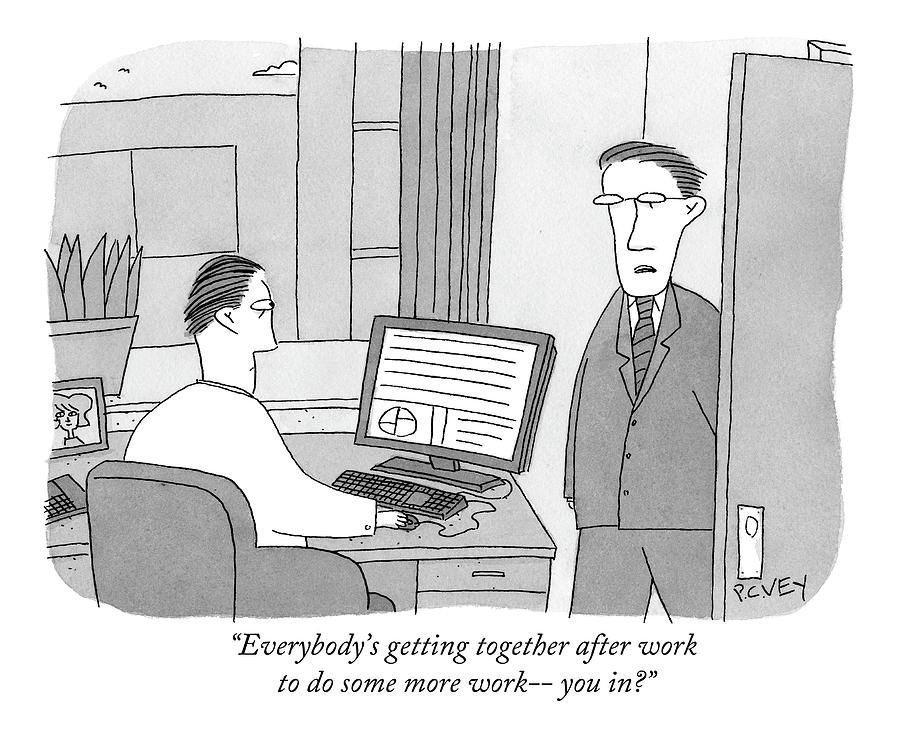 P.C.VEY
“Everybody’s getting together after work
to do some more work-- you in?”